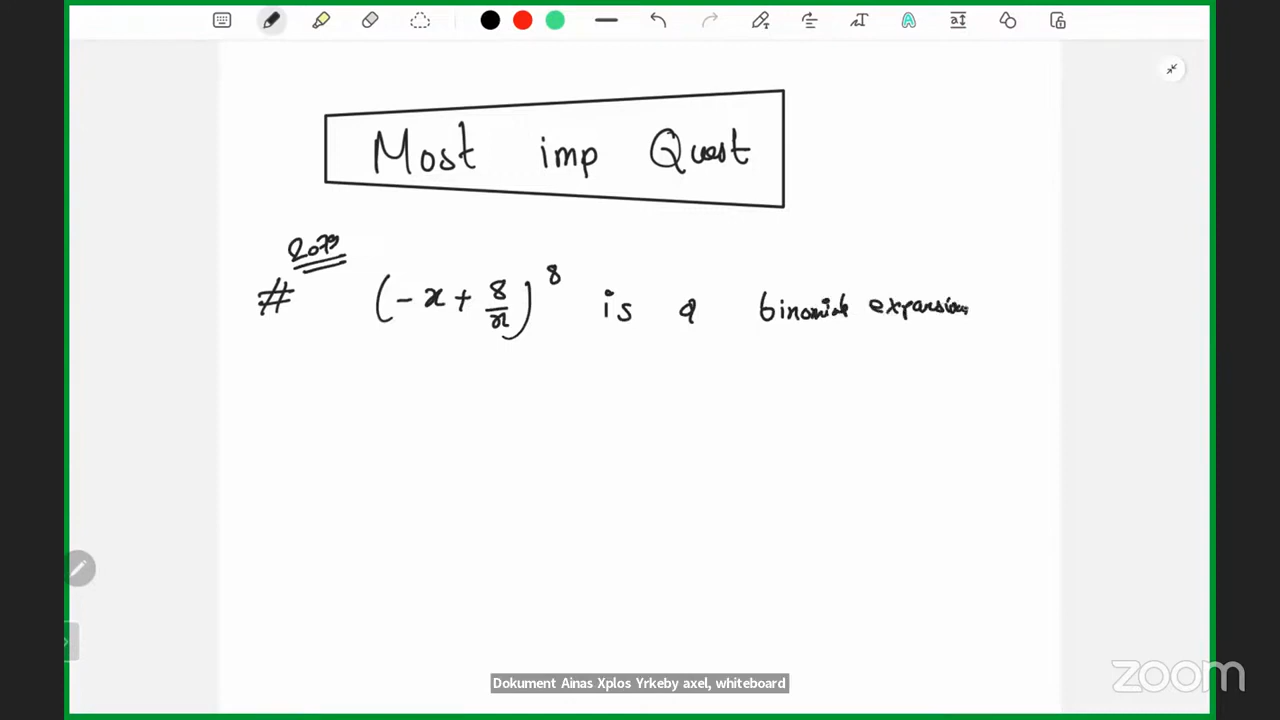 Most imp Quest
2079
# (-x + 8/x)^8 is a binomial expansion
Dokument Ainas Xplos Yrkeby axel, whiteboard
zoom